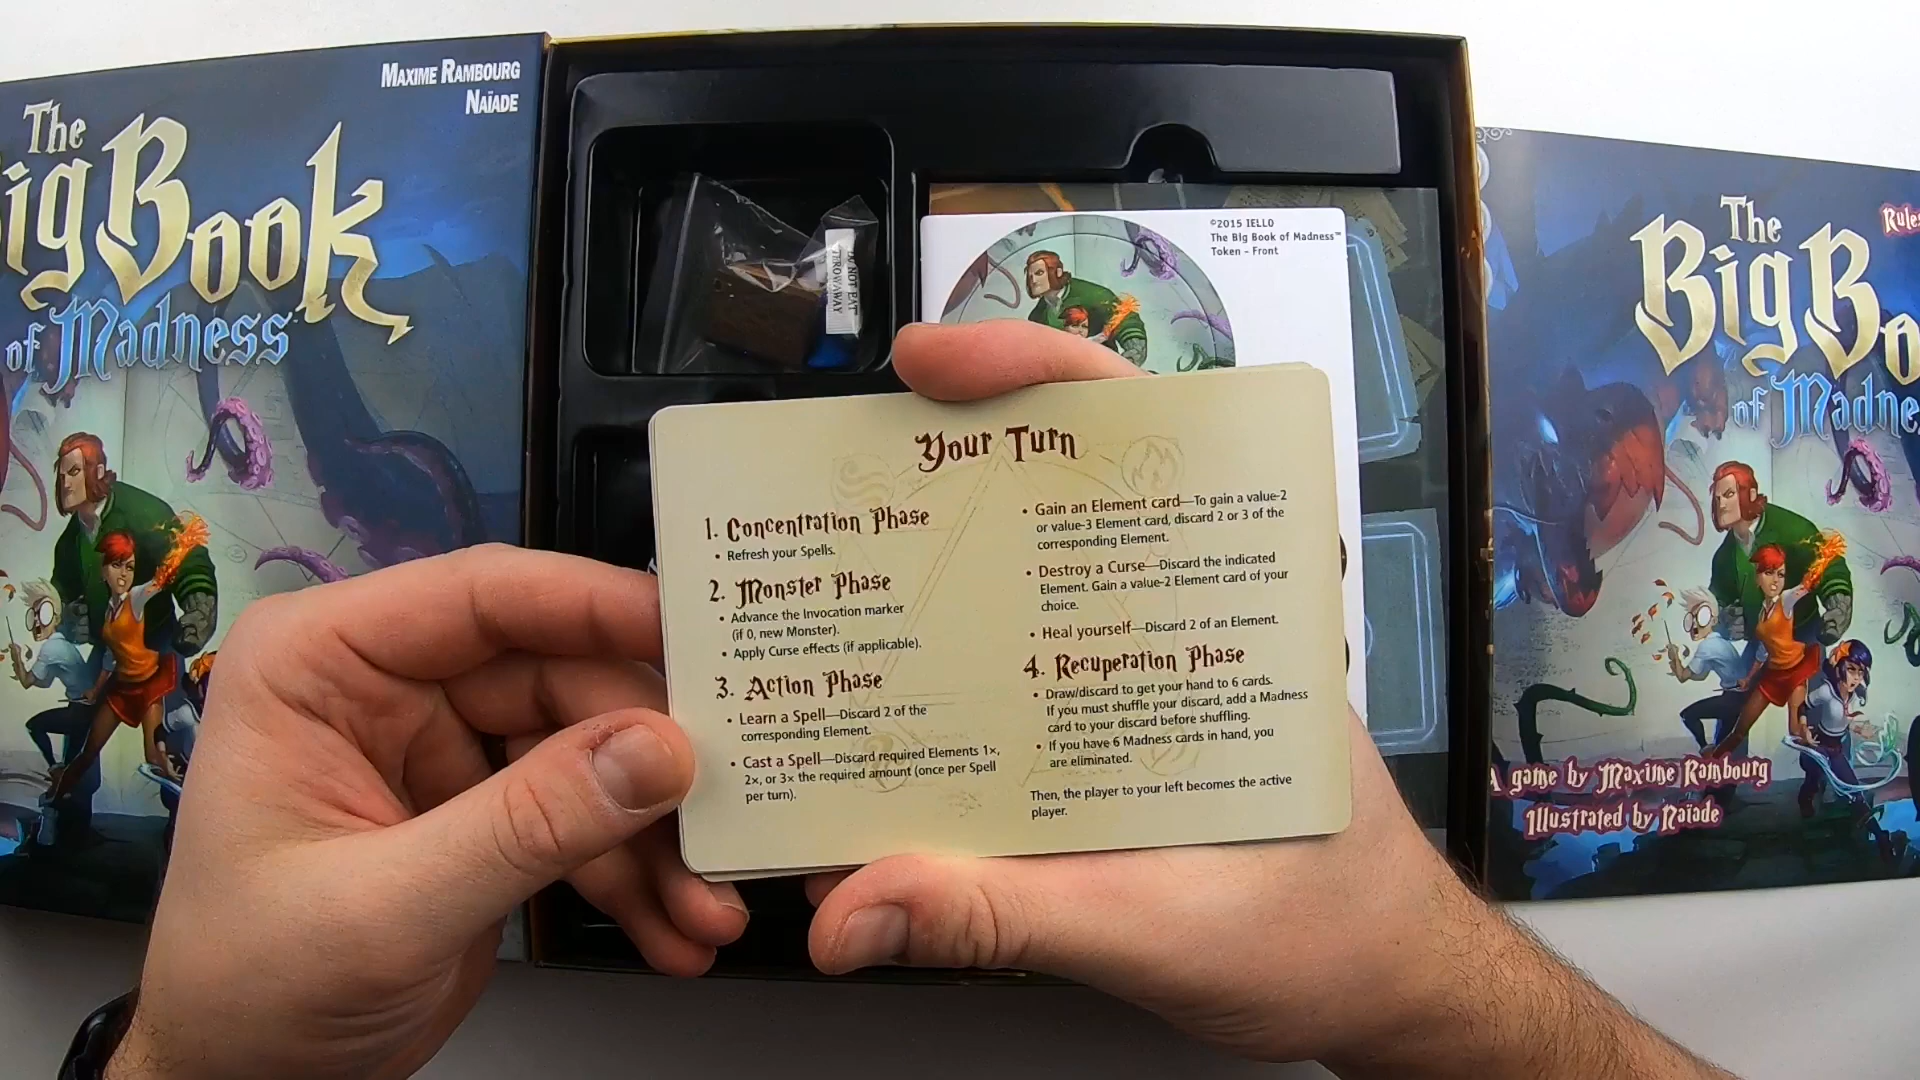 MAXIME RAMBOURG
NAÏADE
The
ig Book
of Madness
DO NOT EAT
THROWAWAY
©2015 IELLO
The Big Book of Madness™
Token - Front
Your Turn
1. Concentration Phase
• Refresh your Spells.
2. Monster Phase
• Advance the Invocation marker
(if 0, new Monster).
• Apply Curse effects (if applicable).
3. Action Phase
• Learn a Spell—Discard 2 of the
corresponding Element.
• Cast a Spell—Discard required Elements 1×,
2×, or 3× the required amount (once per Spell
per turn).
• Gain an Element card—To gain a value-2
or value-3 Element card, discard 2 or 3 of the
corresponding Element.
• Destroy a Curse—Discard the indicated
Element. Gain a value-2 Element card of your
choice.
• Heal yourself—Discard 2 of an Element.
4. Recuperation Phase
• Draw/discard to get your hand to 6 cards.
If you must shuffle your discard, add a Madness
card to your discard before shuffling.
• If you have 6 Madness cards in hand, you
are eliminated.
Then, the player to your left becomes the active
player.
Rules
The
Big Bo
of Madne
A game by Maxime Rambourg
Illustrated by Naïade